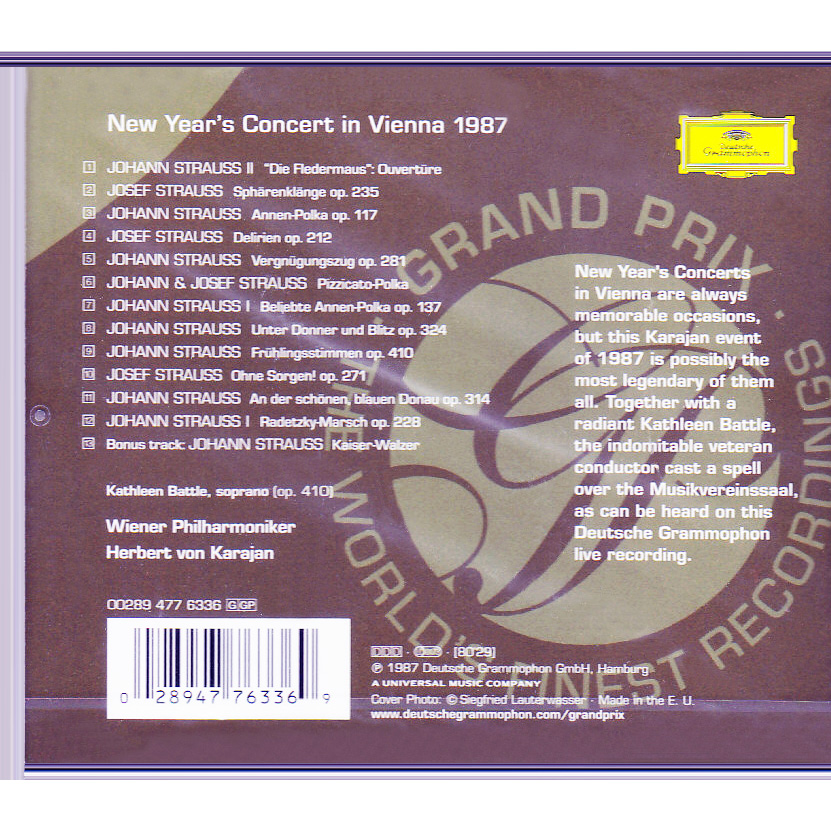 New Year's Concert in Vienna 1987
Deutsche
Grammophon
1 JOHANN STRAUSS II "Die Fledermaus": Ouvertüre
2 JOSEF STRAUSS Sphärenklänge op. 235
3 JOHANN STRAUSS Annen-Polka op. 117
4 JOSEF STRAUSS Delirien op. 212
5 JOHANN STRAUSS Vergnügungszug op. 281
6 JOHANN & JOSEF STRAUSS Pizzicato-Polka
7 JOHANN STRAUSS I Beliebte Annen-Polka op. 137
8 JOHANN STRAUSS Unter Donner und Blitz op. 324
9 JOHANN STRAUSS Frühlingsstimmen op. 410
10 JOSEF STRAUSS Ohne Sorgen! op. 271
11 JOHANN STRAUSS An der schönen, blauen Donau op. 314
12 JOHANN STRAUSS I Radetzky-Marsch op. 228
13 Bonus track: JOHANN STRAUSS Kaiser-Walzer
Kathleen Battle, soprano (op. 410)
Wiener Philharmoniker
Herbert von Karajan
New Year's Concerts
in Vienna are always
memorable occasions,
but this Karajan event
of 1987 is possibly the
most legendary of them
all. Together with a
radiant Kathleen Battle,
the indomitable veteran
conductor cast a spell
over the Musikvereinssaal,
as can be heard on this
Deutsche Grammophon
live recording.
THE GRAND PRIX · WORLD'S FINEST RECORDINGS
00289 477 6336 G GP
0 28947 76336 9
DDD · [80'29]
℗ 1987 Deutsche Grammophon GmbH, Hamburg
A UNIVERSAL MUSIC COMPANY
Cover Photo: © Siegfried Lauterwasser · Made in the E. U.
www.deutschegrammophon.com/grandprix